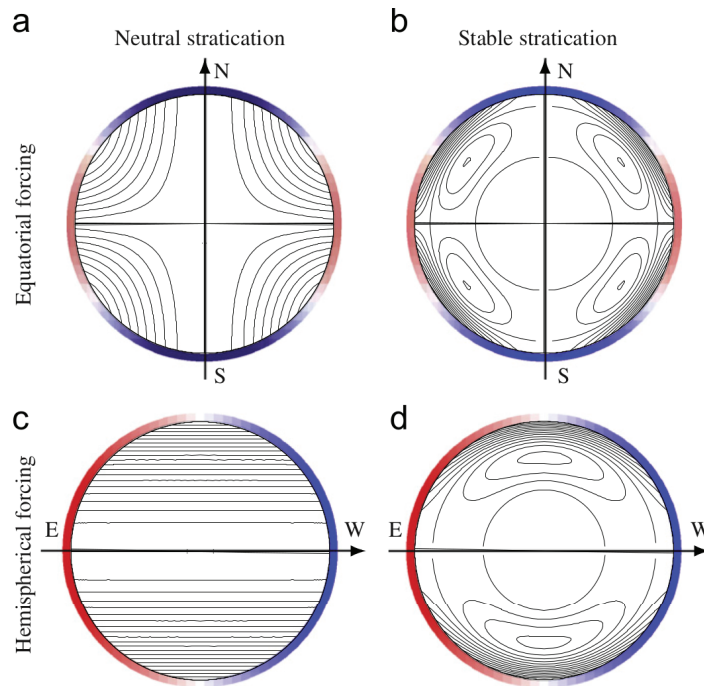 a
Neutral stratication
b
Stable stratication
N
N
Equatorial forcing
S
S
c
d
Hemispherical forcing
E
W
E
W